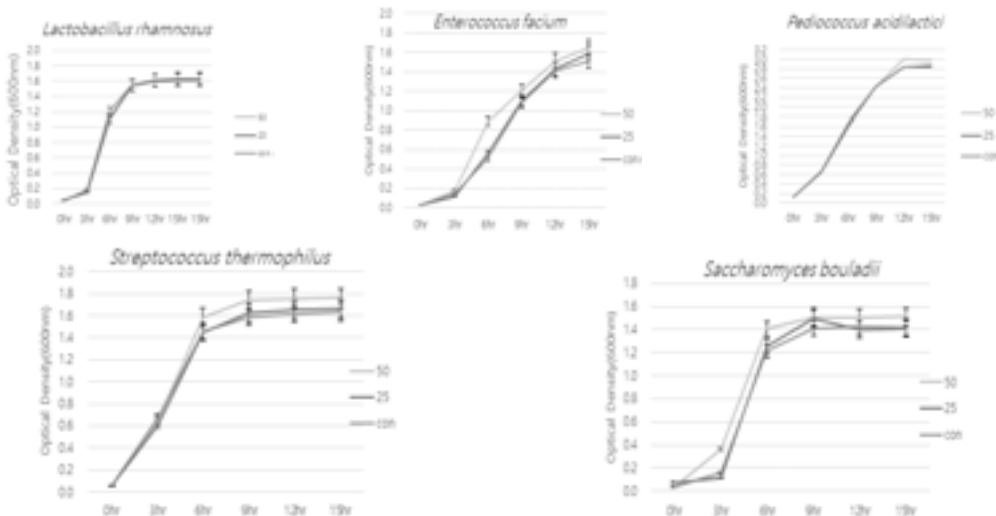 Lactobacillus rhamnosus
Optical Density(600nm)
2.0
1.8
1.6
1.4
1.2
1.0
0.8
0.6
0.4
0.2
0.0
0hr 3hr 6hr 9hr 12hr 15hr 19hr
50
25
con
Enterococcus facium
Optical Density(600nm)
1.8
1.6
1.4
1.2
1.0
0.8
0.6
0.4
0.2
0.0
0hr 3hr 6hr 9hr 12hr 19hr
50
25
con
Pediococcus acidilactici
Optical Density(600nm)
0hr 3hr 6hr 9hr 12hr 19hr
50
25
con
Streptococcus thermophilus
Optical Density(600nm)
2.0
1.8
1.6
1.4
1.2
1.0
0.8
0.6
0.4
0.2
0.0
0hr 3hr 6hr 9hr 12hr 19hr
50
25
con
Saccharomyces bouladii
Optical Density(600nm)
1.8
1.6
1.4
1.2
1.0
0.8
0.6
0.4
0.2
0.0
0hr 3hr 6hr 9hr 12hr 19hr
50
25
con